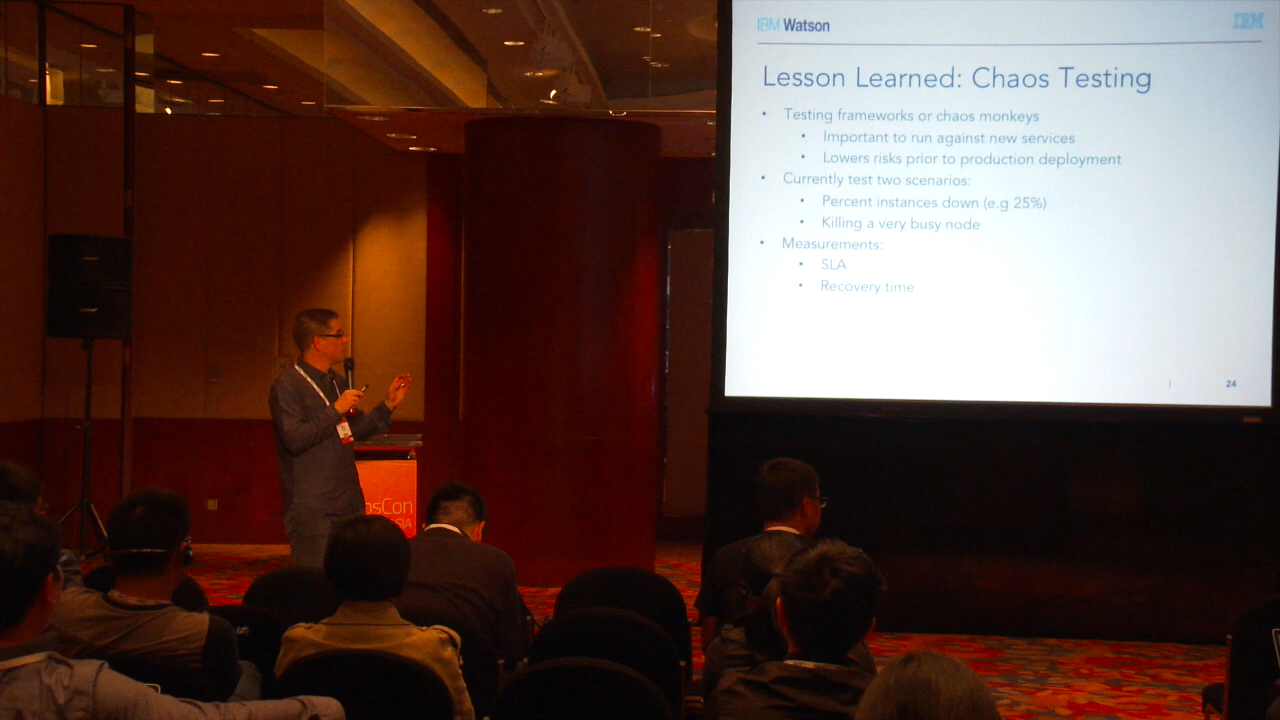 IBM Watson
IBM
Lesson Learned: Chaos Testing
• Testing frameworks or chaos monkeys
• Important to run against new services
• Lowers risks prior to production deployment
• Currently test two scenarios:
• Percent instances down (e.g 25%)
• Killing a very busy node
• Measurements:
• SLA
• Recovery time
| 24
osCon
SIA